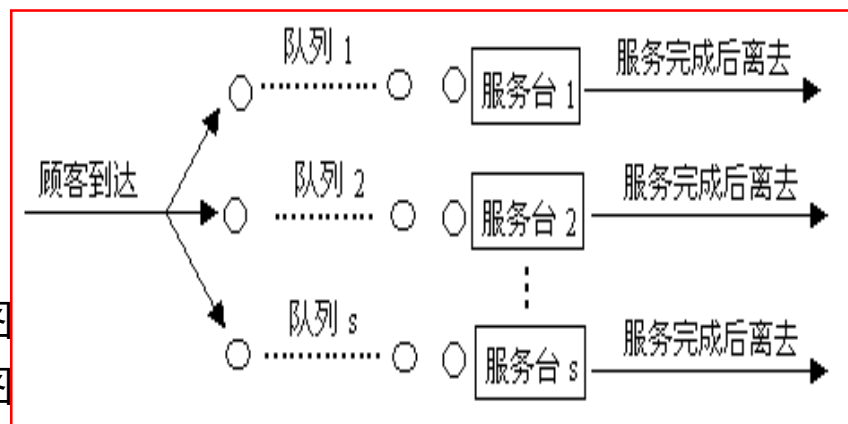 队列 1
服务台 1
服务完成后离去
顾客到达
队列 2
服务台 2
服务完成后离去
队列 s
服务台 s
服务完成后离去
图
图